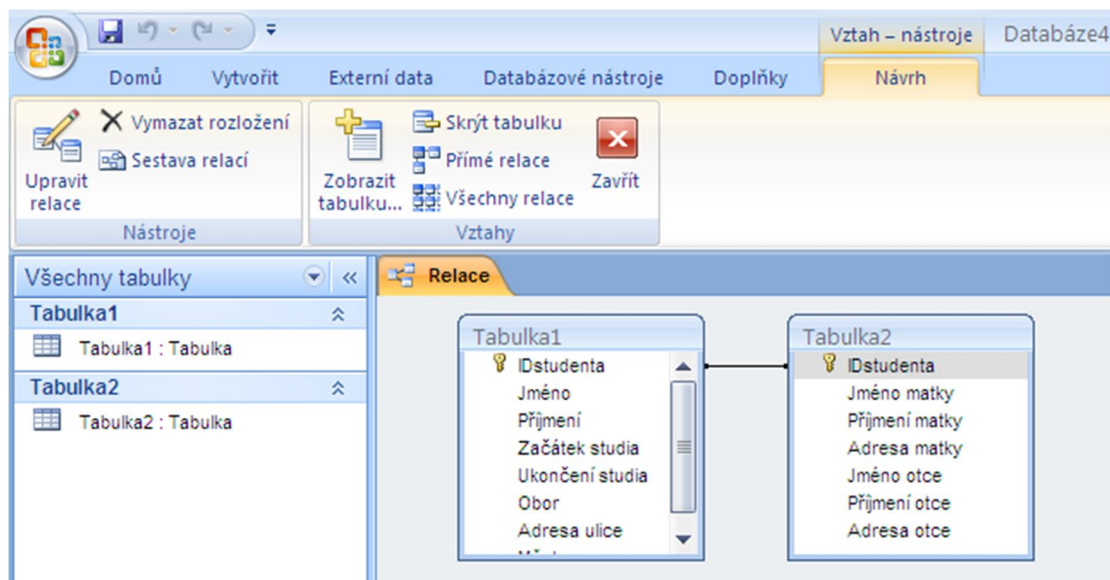 Vztah – nástroje
Databáze4
Domů
Vytvořit
Externí data
Databázové nástroje
Doplňky
Návrh
Upravit relace
Vymazat rozložení
Sestava relací
Nástroje
Zobrazit tabulku...
Skrýt tabulku
Přímé relace
Všechny relace
Zavřít
Vztahy
Všechny tabulky
Tabulka1
Tabulka1 : Tabulka
Tabulka2
Tabulka2 : Tabulka
Relace
Tabulka1
IDstudenta
Jméno
Příjmení
Začátek studia
Ukončení studia
Obor
Adresa ulice
Tabulka2
IDstudenta
Jméno matky
Příjmení matky
Adresa matky
Jméno otce
Příjmení otce
Adresa otce